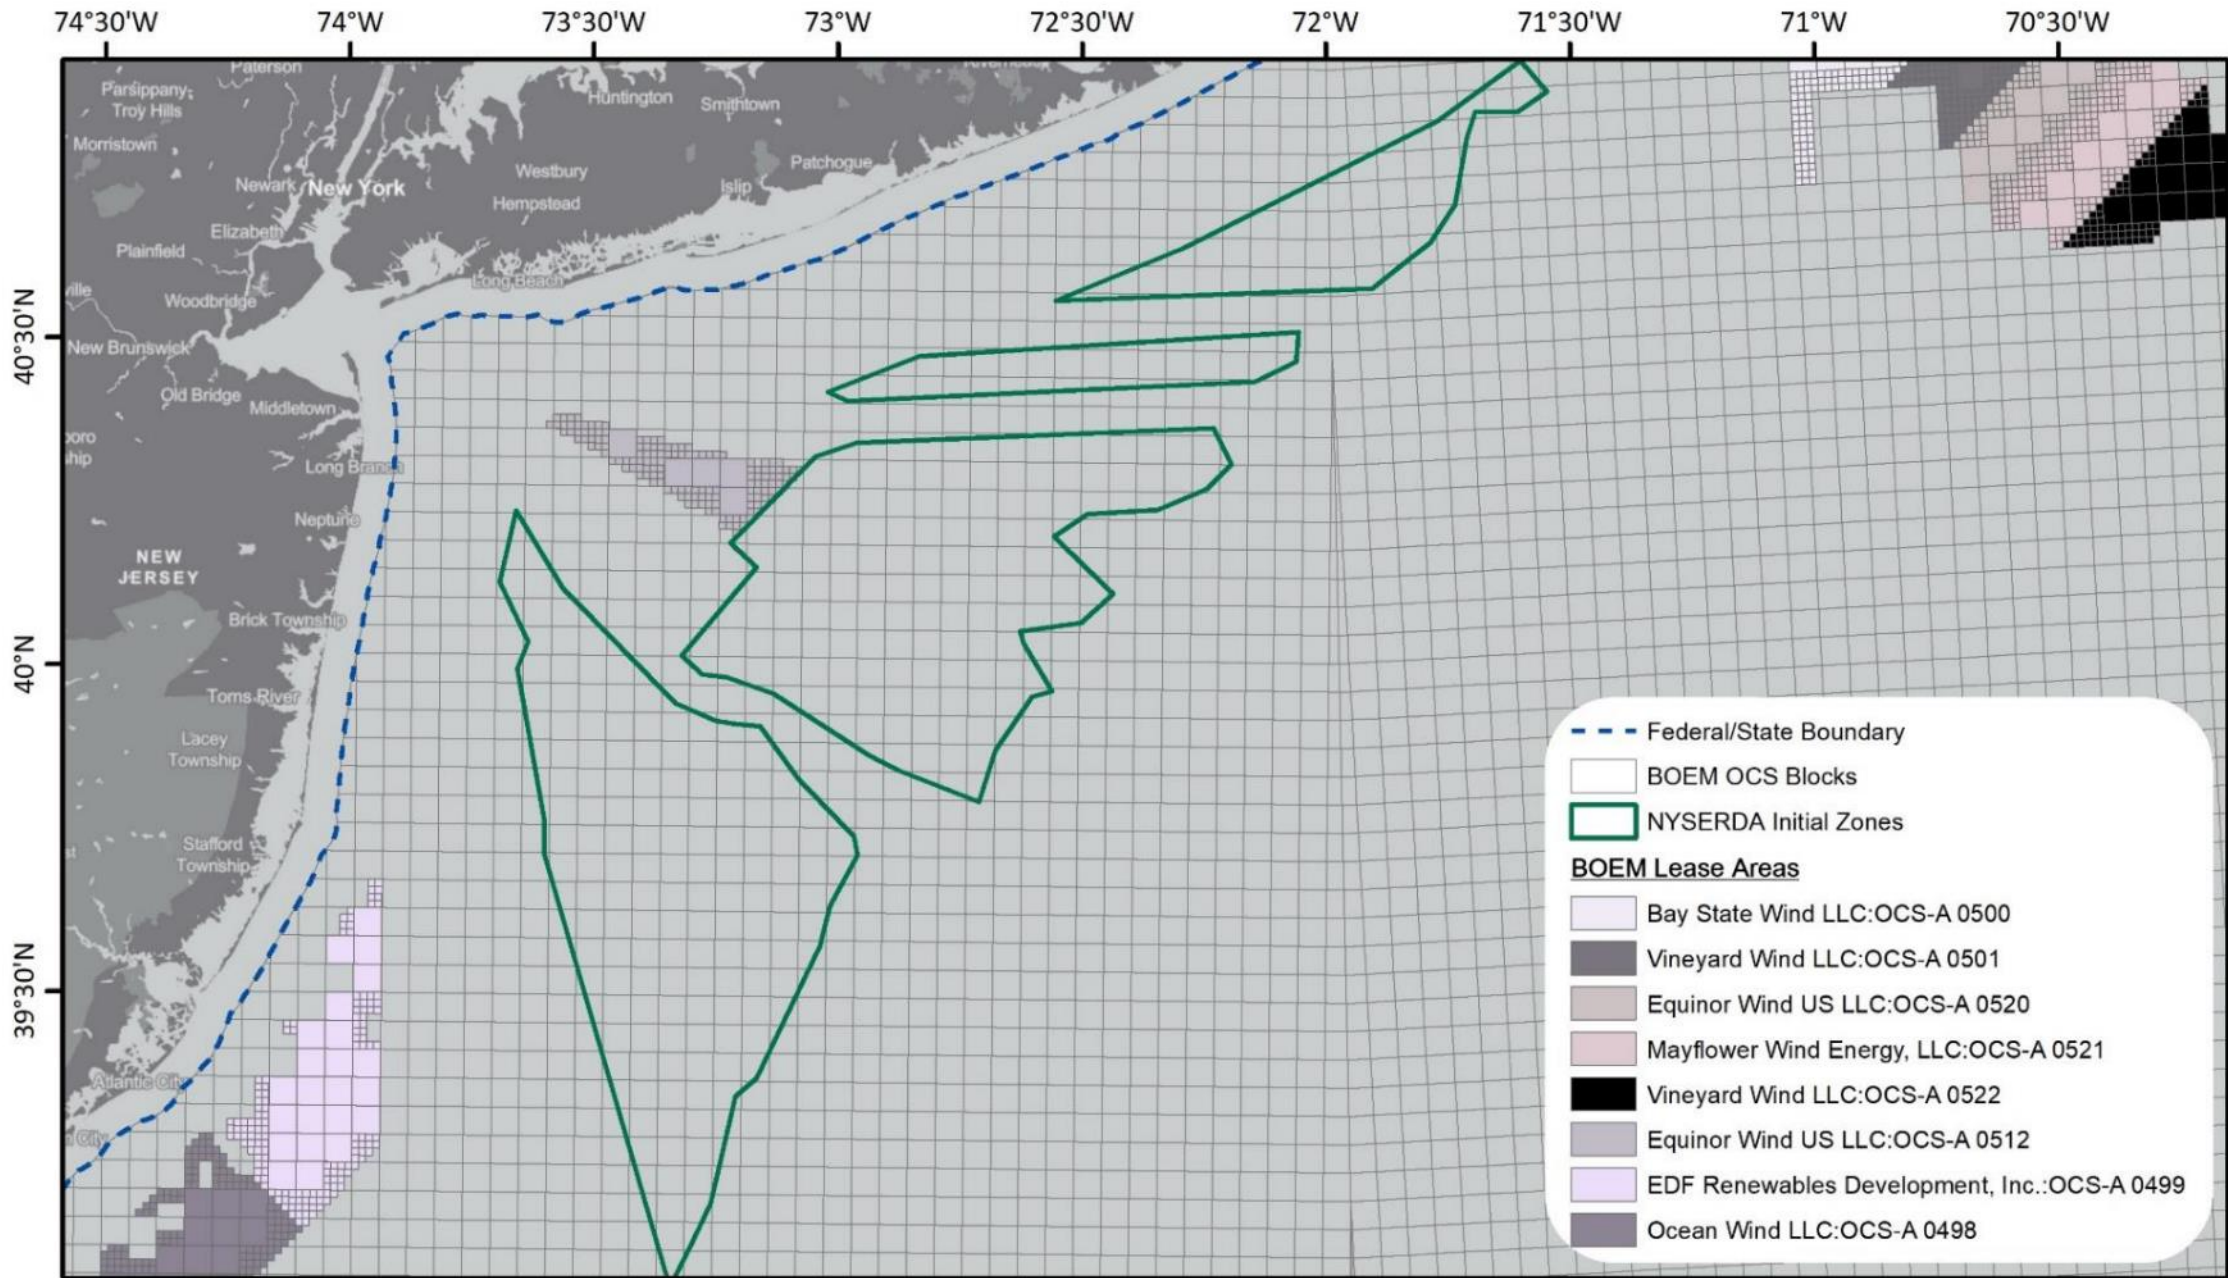 74°30'W 74°W 73°30'W 73°W 72°30'W 72°W 71°30'W 71°W 70°30'W
Paterson
Parsippany-
Troy Hills
Huntington
Smithtown
Morristown
Patchogue
Westbury
Newark
New York
Islip
Hempstead
Elizabeth
Plainfield
Long Beach
Woodbridge
40°30'N
New Brunswick
Old Bridge
Middletown
Long Branch
Neptune
NEW
JERSEY
Brick Township
40°N
Toms River
Lacey
Township
Stafford
Township
39°30'N
Atlantic City
City
Federal/State Boundary
BOEM OCS Blocks
NYSERDA Initial Zones
BOEM Lease Areas
Bay State Wind LLC:OCS-A 0500
Vineyard Wind LLC:OCS-A 0501
Equinor Wind US LLC:OCS-A 0520
Mayflower Wind Energy, LLC:OCS-A 0521
Vineyard Wind LLC:OCS-A 0522
Equinor Wind US LLC:OCS-A 0512
EDF Renewables Development, Inc.:OCS-A 0499
Ocean Wind LLC:OCS-A 0498